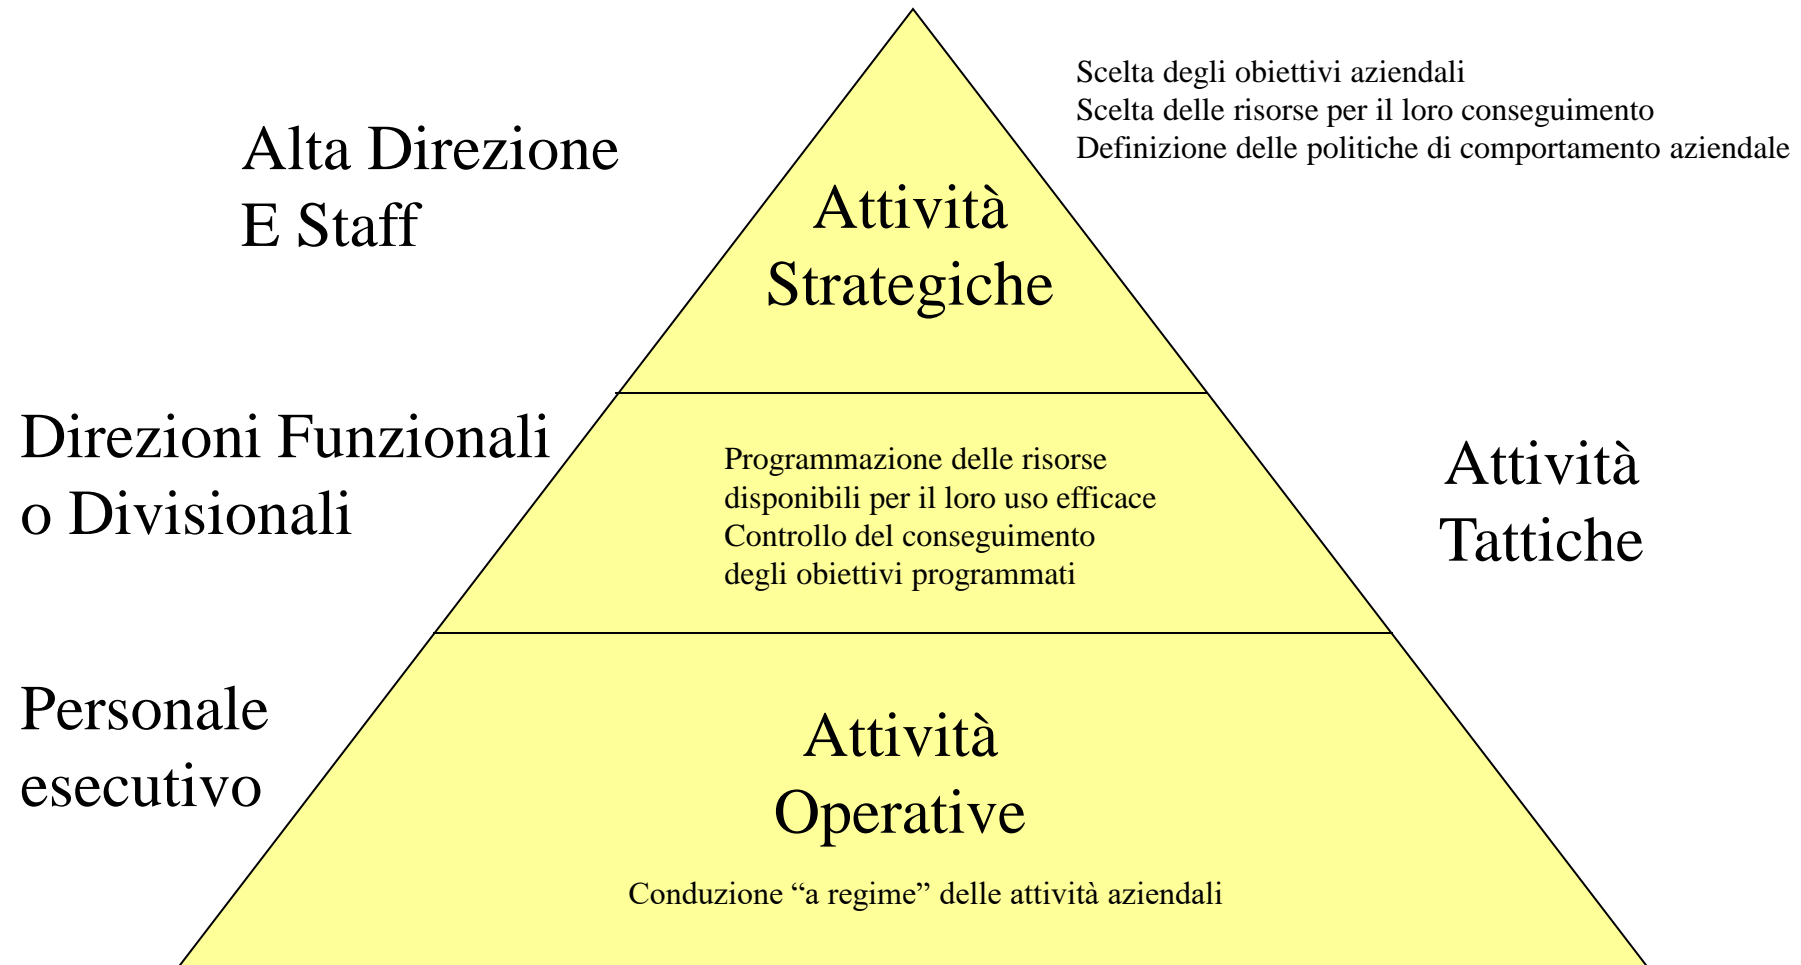 Scelta degli obiettivi aziendali
Scelta delle risorse per il loro conseguimento
Definizione delle politiche di comportamento aziendale
Alta Direzione
E Staff
Attività
Strategiche
Direzioni Funzionali
o Divisionali
Programmazione delle risorse
disponibili per il loro uso efficace
Controllo del conseguimento
degli obiettivi programmati
Attività
Tattiche
Personale
esecutivo
Attività
Operative
Conduzione “a regime” delle attività aziendali